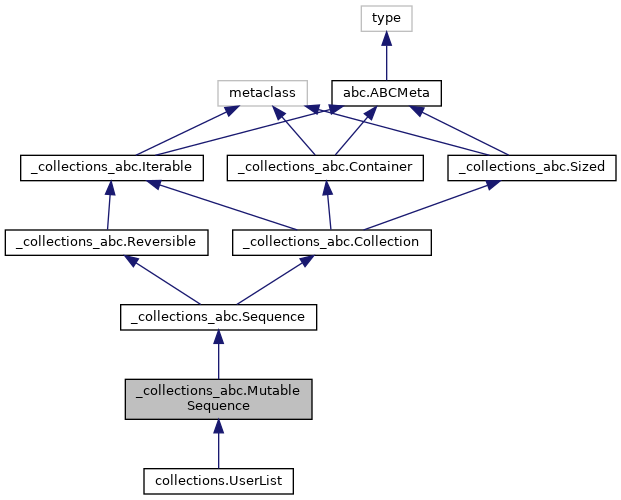 type
metaclass
abc.ABCMeta
_collections_abc.Iterable
_collections_abc.Container
_collections_abc.Sized
_collections_abc.Reversible
_collections_abc.Collection
_collections_abc.Sequence
_collections_abc.Mutable
Sequence
collections.UserList